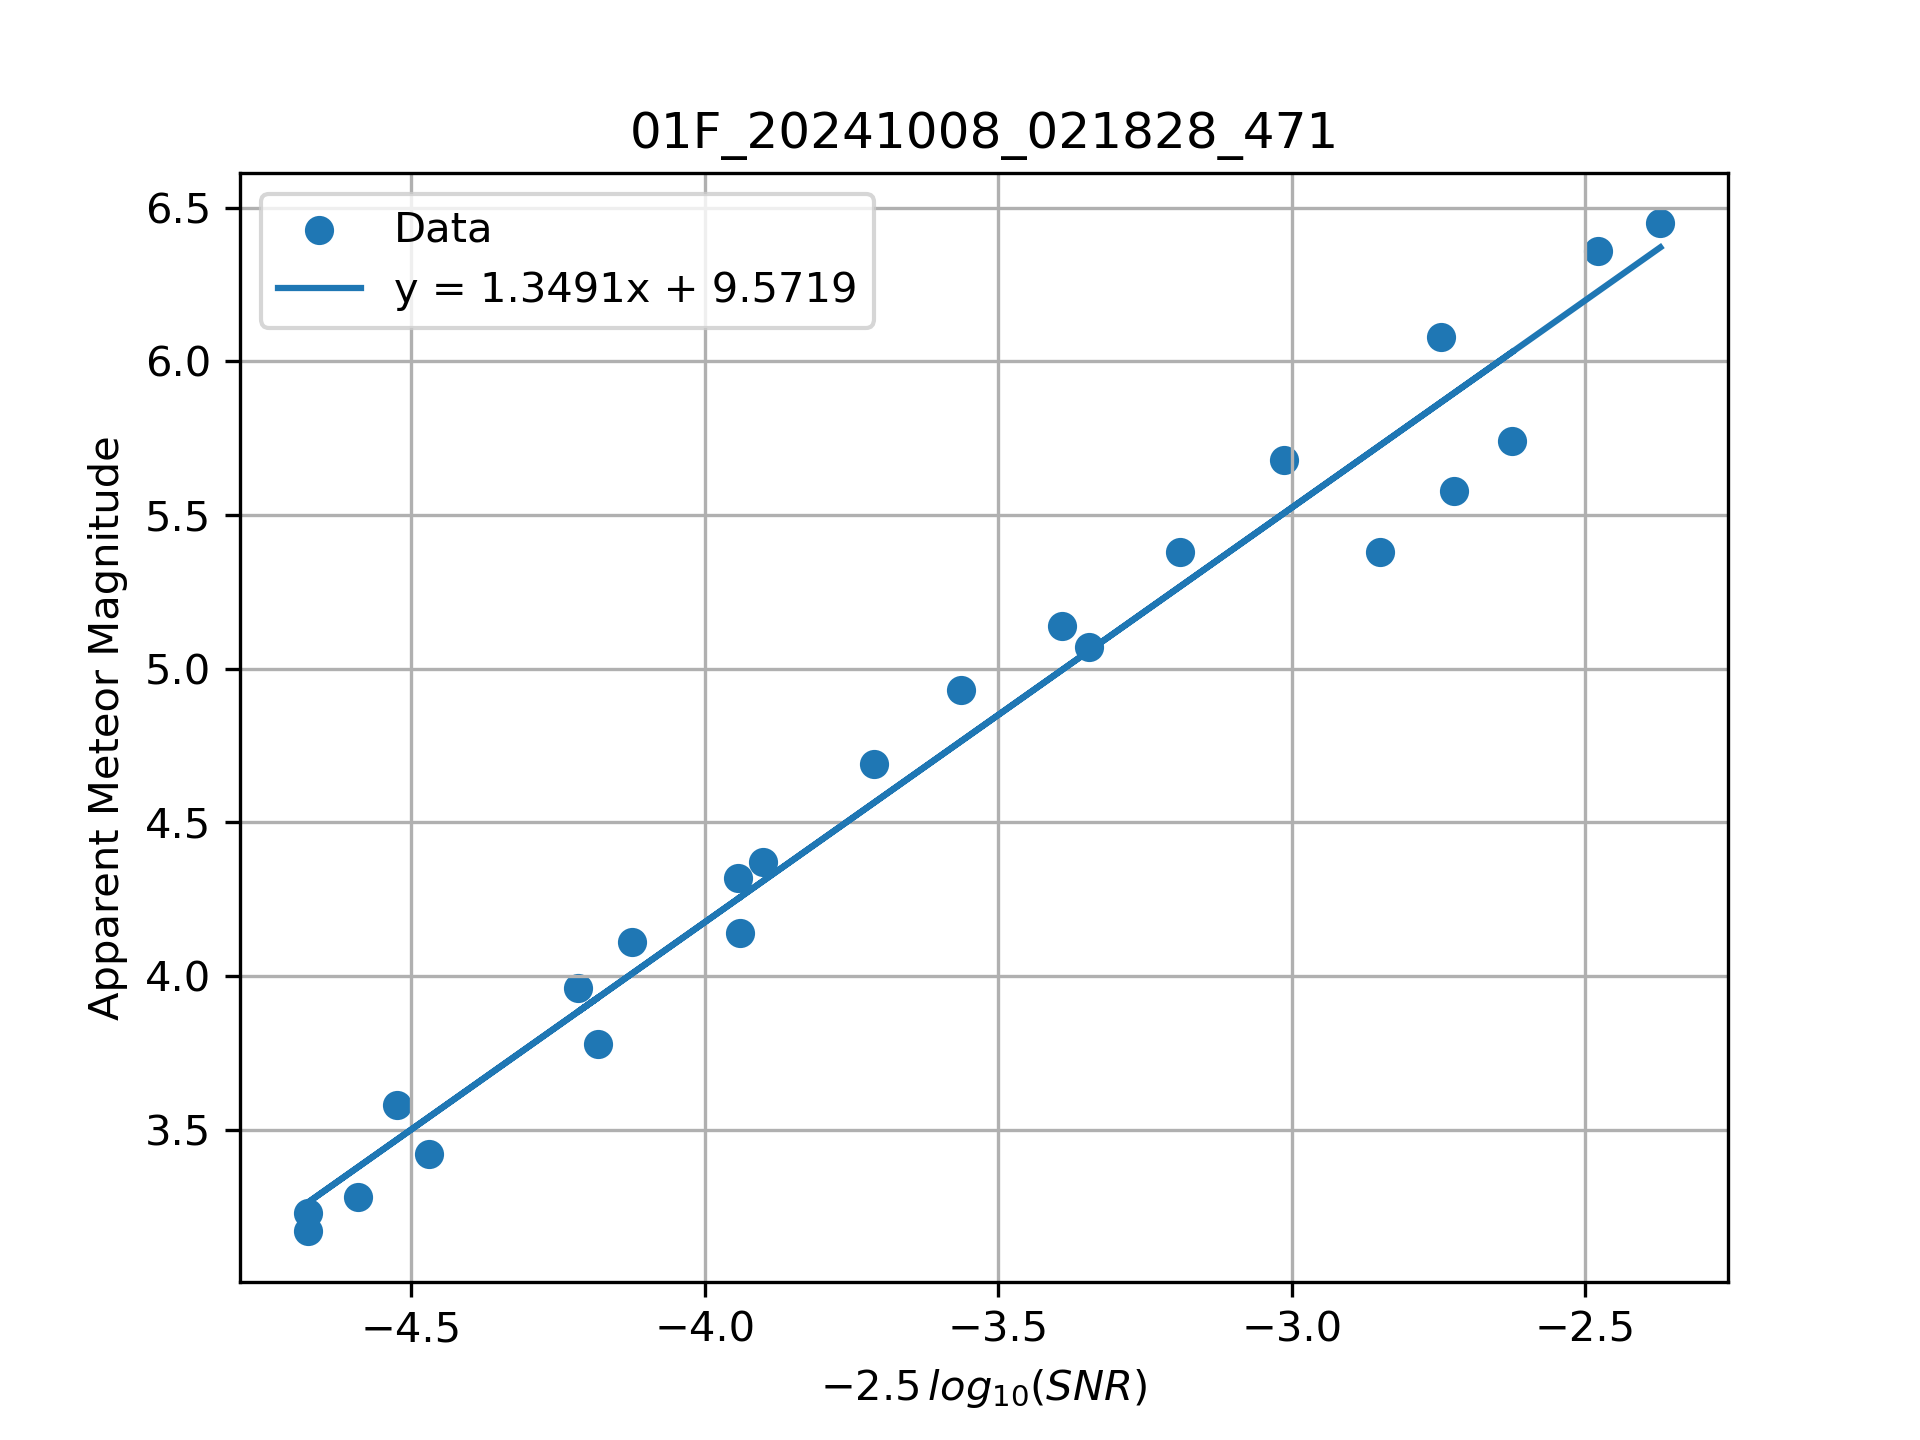 01F_20241008_021828_471
Data
y = 1.3491x + 9.5719
6.5
6.0
5.5
5.0
4.5
4.0
3.5
Apparent Meteor Magnitude
−4.5 −4.0 −3.5 −3.0 −2.5
−2.5 log₁₀(SNR)